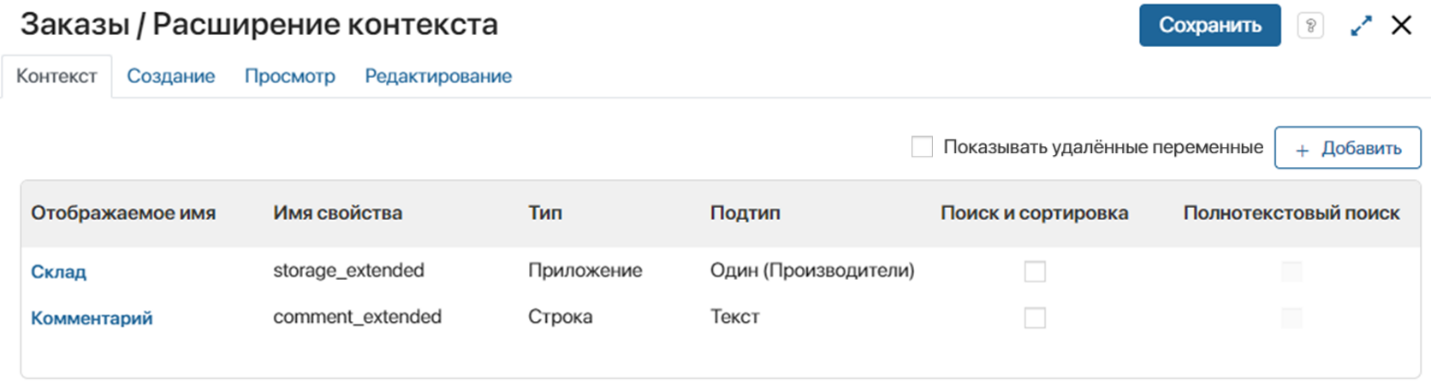 Заказы / Расширение контекста
Сохранить
?
Контекст Создание Просмотр Редактирование
Показывать удалённые переменные
+ Добавить
Отображаемое имя Имя свойства Тип Подтип Поиск и сортировка Полнотекстовый поиск
Склад storage_extended Приложение Один (Производители)
Комментарий comment_extended Строка Текст